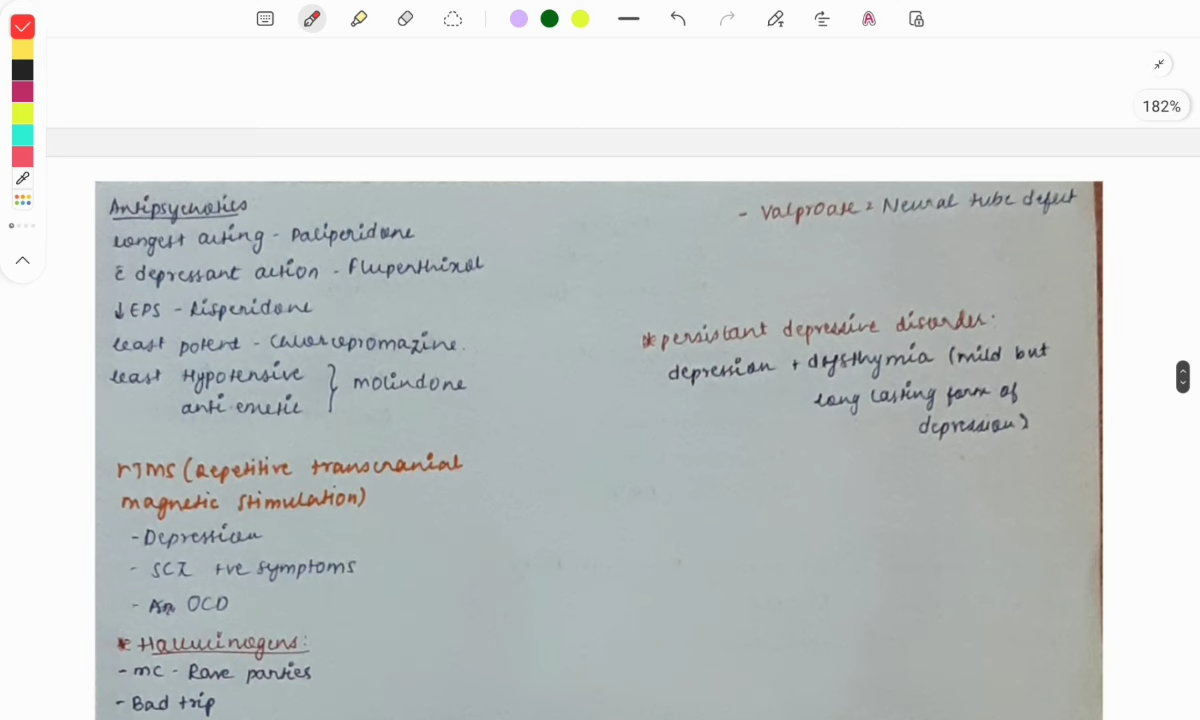 182%
Antipsychotics
longest acting - Paliperidone
c̄ depressant action - Flupenthixol
↓EPS - Risperidone
least potent - Chlorcopromazine.
least Hypotensive
anti-emetic } molindone
rTMS (Repetitive transcranial
magnetic stimulation)
- Depression
- SCZ +ve symptoms
- OCD
* Hallucinogens:
- MC - Rave parties
- Bad trip
- Valproate = Neural tube defect
* persistant depressive disorder:
depression + dysthymia (mild but
long lasting form of
depression)